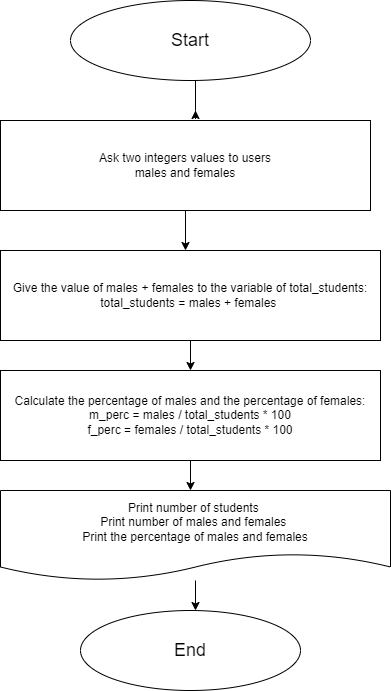 Start
Ask two integers values to users
males and females
Give the value of males + females to the variable of total_students:
total_students = males + females
Calculate the percentage of males and the percentage of females:
m_perc = males / total_students * 100
f_perc = females / total_students * 100
Print number of students
Print number of males and females
Print the percentage of males and females
End